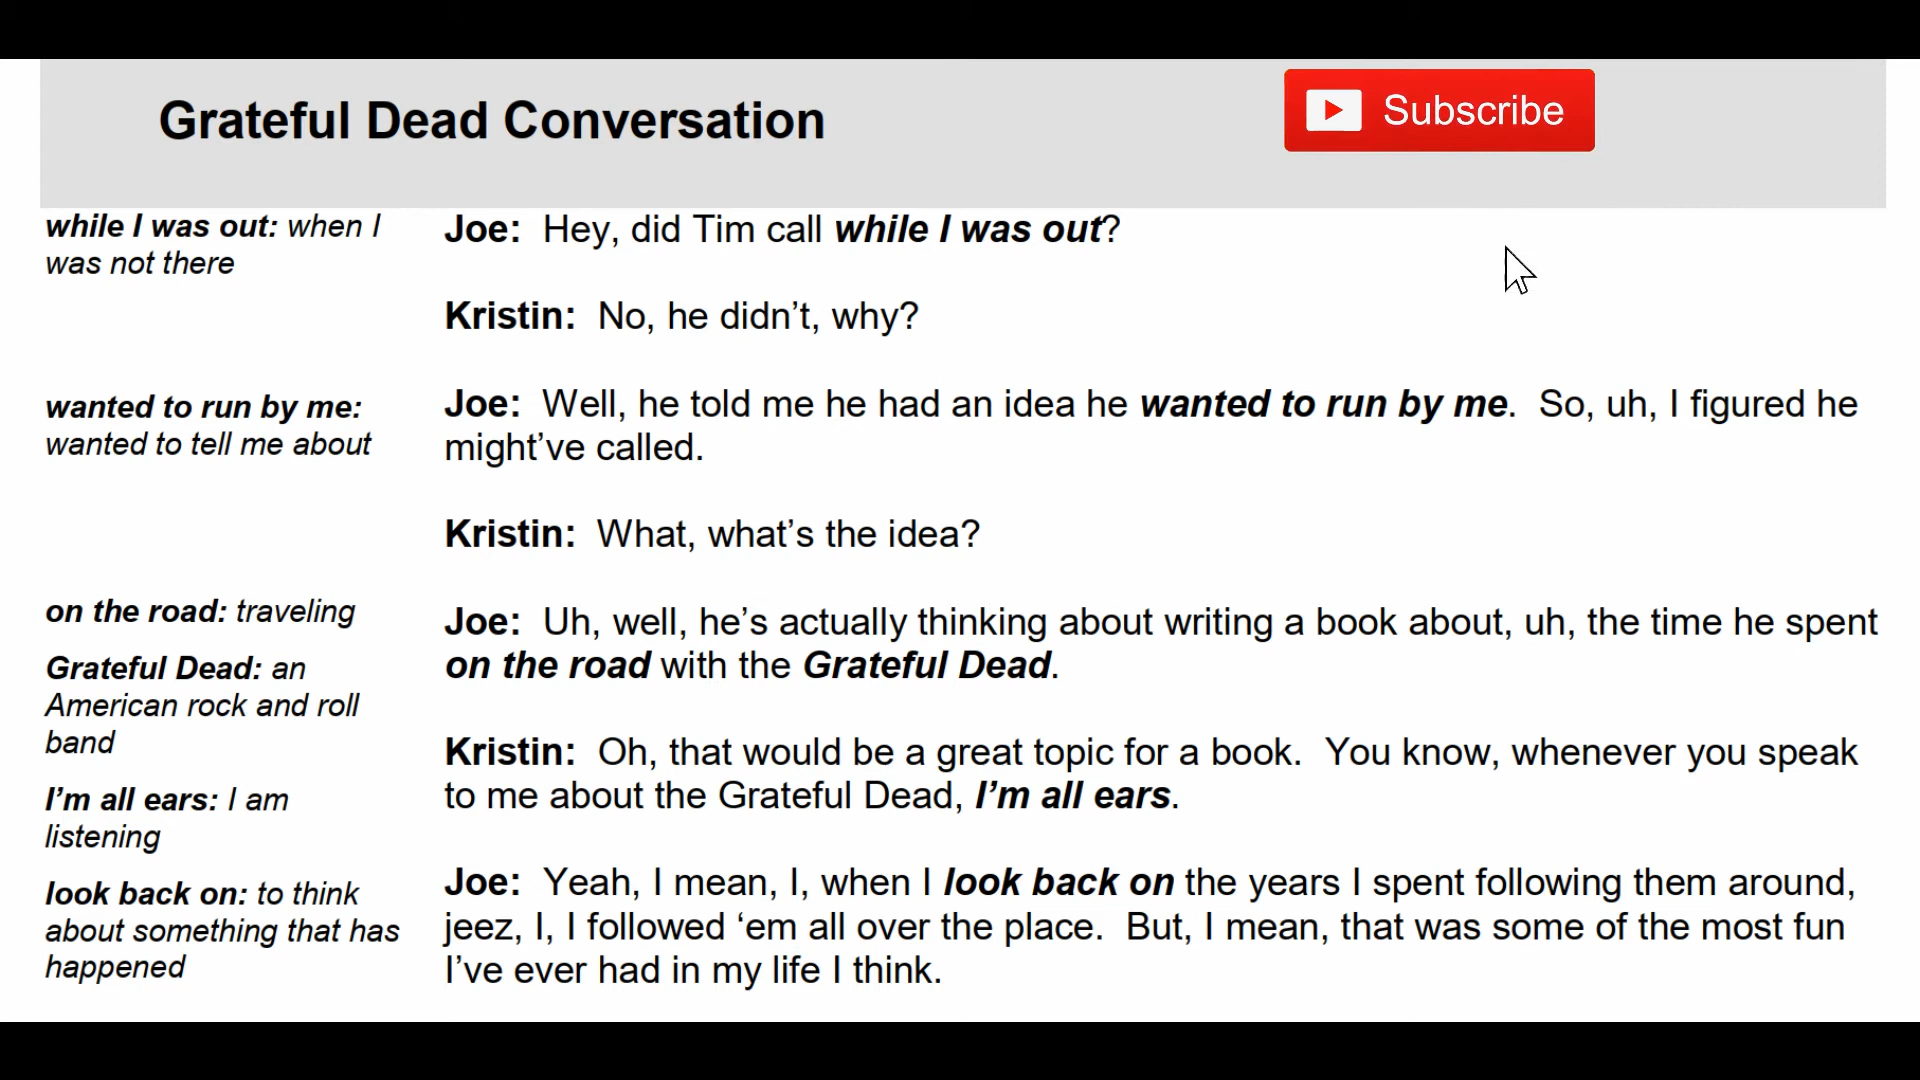 Grateful Dead Conversation
Subscribe
while I was out: when I
was not there
wanted to run by me:
wanted to tell me about
on the road: traveling
Grateful Dead: an
American rock and roll
band
I’m all ears: I am
listening
look back on: to think
about something that has
happened
Joe: Hey, did Tim call while I was out?
Kristin: No, he didn’t, why?
Joe: Well, he told me he had an idea he wanted to run by me. So, uh, I figured he
might’ve called.
Kristin: What, what’s the idea?
Joe: Uh, well, he’s actually thinking about writing a book about, uh, the time he spent
on the road with the Grateful Dead.
Kristin: Oh, that would be a great topic for a book. You know, whenever you speak
to me about the Grateful Dead, I’m all ears.
Joe: Yeah, I mean, I, when I look back on the years I spent following them around,
jeez, I, I followed ‘em all over the place. But, I mean, that was some of the most fun
I’ve ever had in my life I think.